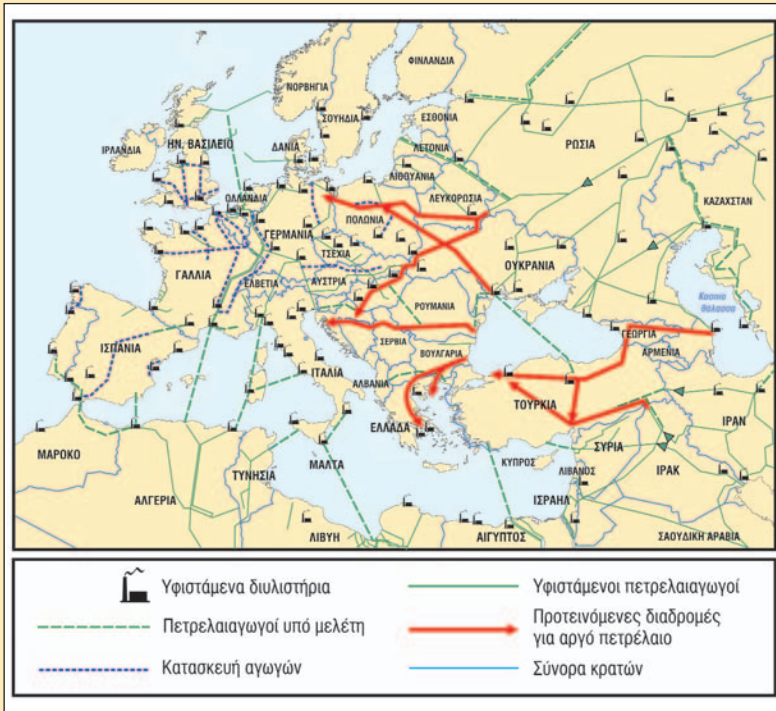 ΦΙΝΛΑΝΔΙΑ
ΝΟΡΒΗΓΙΑ
ΣΟΥΗΔΙΑ
ΕΣΘΟΝΙΑ
ΡΩΣΙΑ
ΙΡΛΑΝΔΙΑ
ΗΝ. ΒΑΣΙΛΕΙΟ
ΔΑΝΙΑ
ΛΕΤΟΝΙΑ
ΛΙΘΟΥΑΝΙΑ
ΟΛΛΑΝΔΙΑ
ΛΕΥΚΟΡΩΣΙΑ
ΚΑΖΑΧΣΤΑΝ
ΠΟΛΩΝΙΑ
ΓΕΡΜΑΝΙΑ
ΤΣΕΧΙΑ
ΟΥΚΡΑΝΙΑ
ΓΑΛΛΙΑ
ΕΛΒΕΤΙΑ
ΑΥΣΤΡΙΑ
ΡΟΥΜΑΝΙΑ
Κασπία
Θάλασσα
ΙΣΠΑΝΙΑ
ΣΕΡΒΙΑ
ΓΕΩΡΓΙΑ
ΒΟΥΛΓΑΡΙΑ
ΑΡΜΕΝΙΑ
ΙΤΑΛΙΑ
ΑΛΒΑΝΙΑ
ΤΟΥΡΚΙΑ
ΕΛΛΑΔΑ
ΙΡΑΝ
ΣΥΡΙΑ
ΜΑΡΟΚΟ
ΜΑΛΤΑ
ΚΥΠΡΟΣ
ΛΙΒΑΝΟΣ
ΙΡΑΚ
ΤΥΝΗΣΙΑ
ΑΛΓΕΡΙΑ
ΙΣΡΑΗΛ
ΛΙΒΥΗ
ΑΙΓΥΠΤΟΣ
ΣΑΟΥΔΙΚΗ ΑΡΑΒΙΑ
Υφιστάμενα διυλιστήρια
Υφιστάμενοι πετρελαιαγωγοί
Πετρελαιαγωγοί υπό μελέτη
Προτεινόμενες διαδρομές
για αργό πετρέλαιο
Κατασκευή αγωγών
Σύνορα κρατών